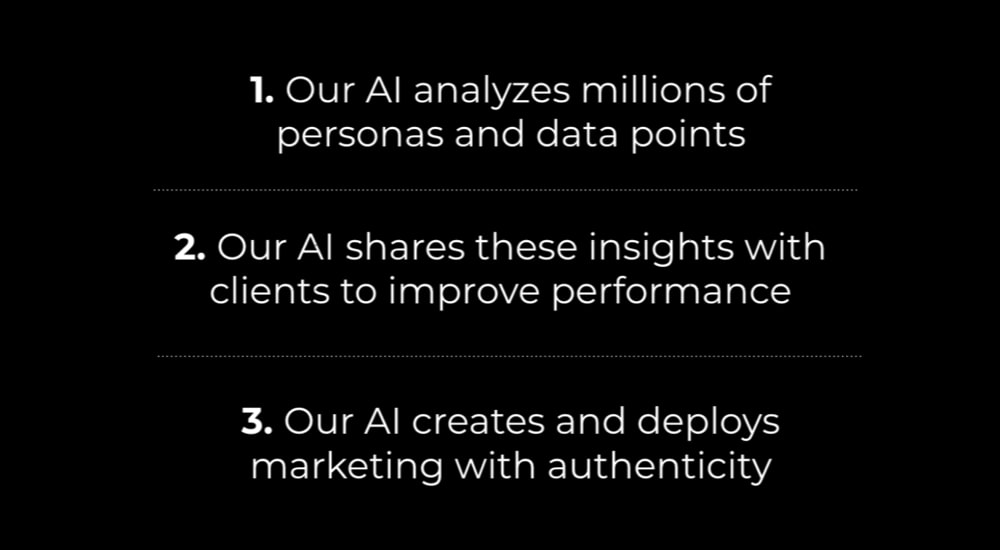 1. Our AI analyzes millions of
personas and data points
2. Our AI shares these insights with
clients to improve performance
3. Our AI creates and deploys
marketing with authenticity